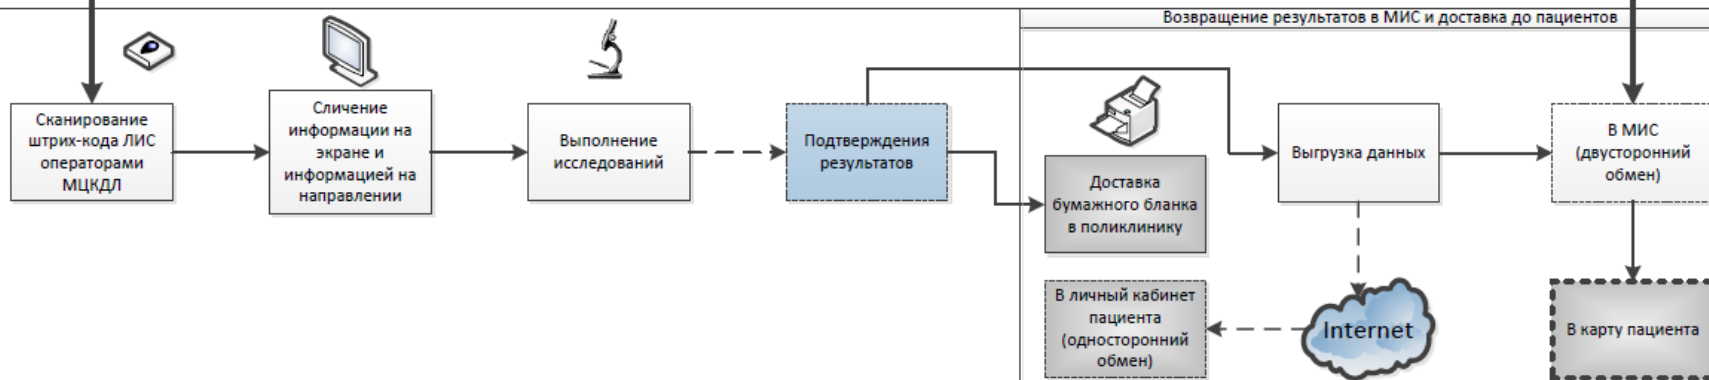 Возвращение результатов в МИС и доставка до пациентов
Сканирование
штрих-кода ЛИС
операторами
МЦКДЛ
Сличение
информации на
экране и
информацией на
направлении
Выполнение
исследований
Подтверждения
результатов
Доставка
бумажного бланка
в поликлинику
Выгрузка данных
В МИС
(двусторонний
обмен)
В личный кабинет
пациента
(односторонний
обмен)
Internet
В карту пациента